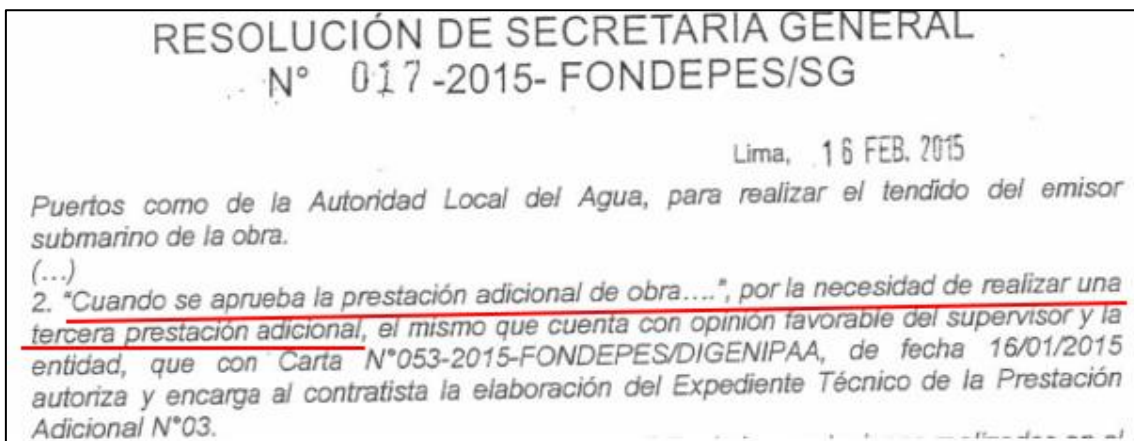 RESOLUCIÓN DE SECRETARIA GENERAL
N° 017-2015- FONDEPES/SG
Lima, 16 FEB. 2015
Puertos como de la Autoridad Local del Agua, para realizar el tendido del emisor
submarino de la obra.
(...)
2. "Cuando se aprueba la prestación adicional de obra....", por la necesidad de realizar una
tercera prestación adicional, el mismo que cuenta con opinión favorable del supervisor y la
entidad, que con Carta N°053-2015-FONDEPES/DIGENIPAA, de fecha 16/01/2015
autoriza y encarga al contratista la elaboración del Expediente Técnico de la Prestación
Adicional N°03.